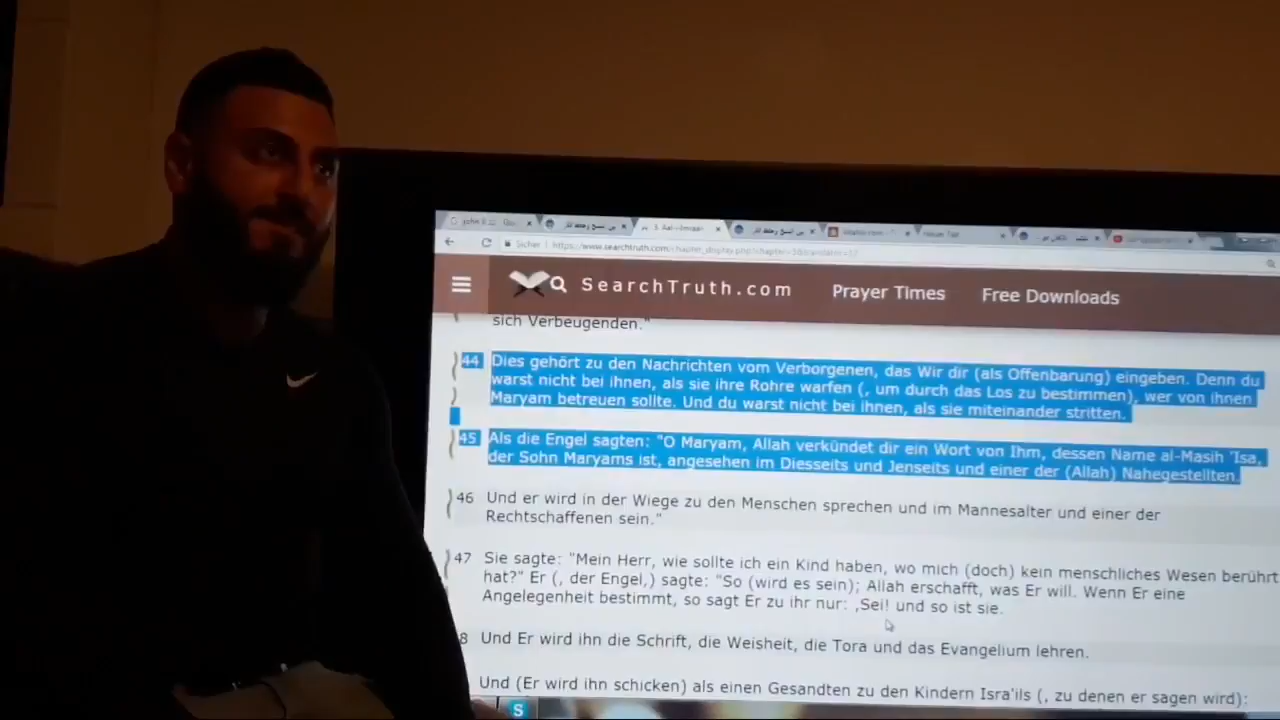 Sicher | https://www.searchtruth.com/chapter_display.php?chapter=
SearchTruth.com
Prayer Times
Free Downloads
sich Verbeugenden."
44 Dies gehört zu den Nachrichten vom Verborgenen, das Wir dir (als Offenbarung) eingeben. Denn du
warst nicht bei ihnen, als sie ihre Rohre warfen (, um durch das Los zu bestimmen), wer von ihnen
Maryam betreuen sollte. Und du warst nicht bei ihnen, als sie miteinander stritten.
45 Als die Engel sagten: "O Maryam, Allah verkündet dir ein Wort von Ihm, dessen Name al-Masih 'Isa,
der Sohn Maryams ist, angesehen im Diesseits und Jenseits und einer der (Allah) Nahegestellten.
46 Und er wird in der Wiege zu den Menschen sprechen und im Mannesalter und einer der
Rechtschaffenen sein."
47 Sie sagte: "Mein Herr, wie sollte ich ein Kind haben, wo mich (doch) kein menschliches Wesen berührt
hat?" Er (, der Engel,) sagte: "So (wird es sein); Allah erschafft, was Er will. Wenn Er eine
Angelegenheit bestimmt, so sagt Er zu ihr nur: ,Sei! und so ist sie.
8 Und Er wird ihn die Schrift, die Weisheit, die Tora und das Evangelium lehren.
Und (Er wird ihn schicken) als einen Gesandten zu den Kindern Isra'ils (, zu denen er sagen wird):
S